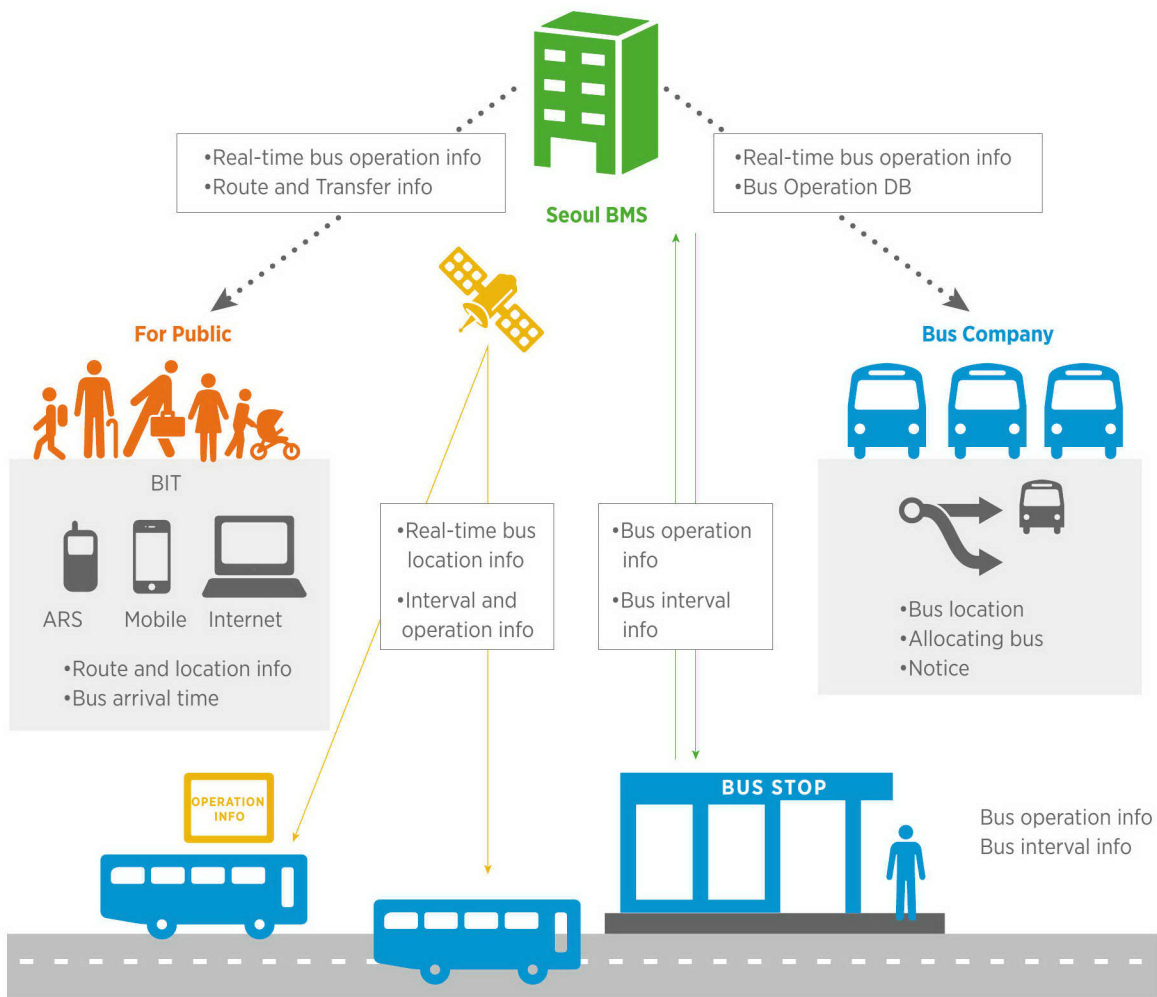 •Real-time bus operation info
•Route and Transfer info
•Real-time bus operation info
•Bus Operation DB
Seoul BMS
For Public
Bus Company
BIT
ARS
Mobile
Internet
•Route and location info
•Bus arrival time
•Real-time bus
location info
•Interval and
operation info
•Bus operation
info
•Bus interval
info
•Bus location
•Allocating bus
•Notice
OPERATION
INFO
BUS STOP
Bus operation info
Bus interval info